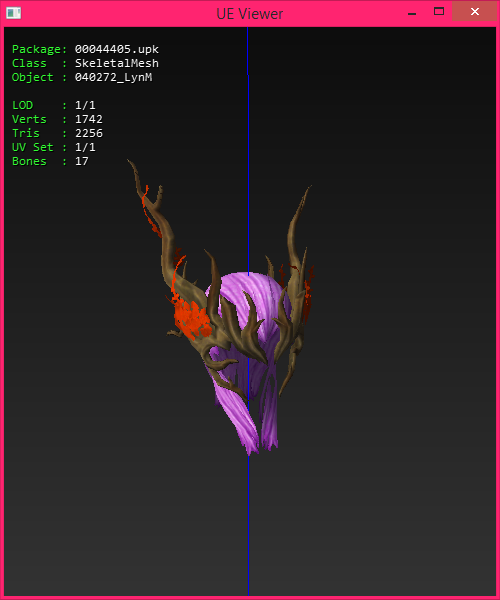 UE Viewer
Package: 00044405.upk
Class  : SkeletalMesh
Object : 040272_LynM
LOD    : 1/1
Verts  : 1742
Tris   : 2256
UV Set : 1/1
Bones  : 17